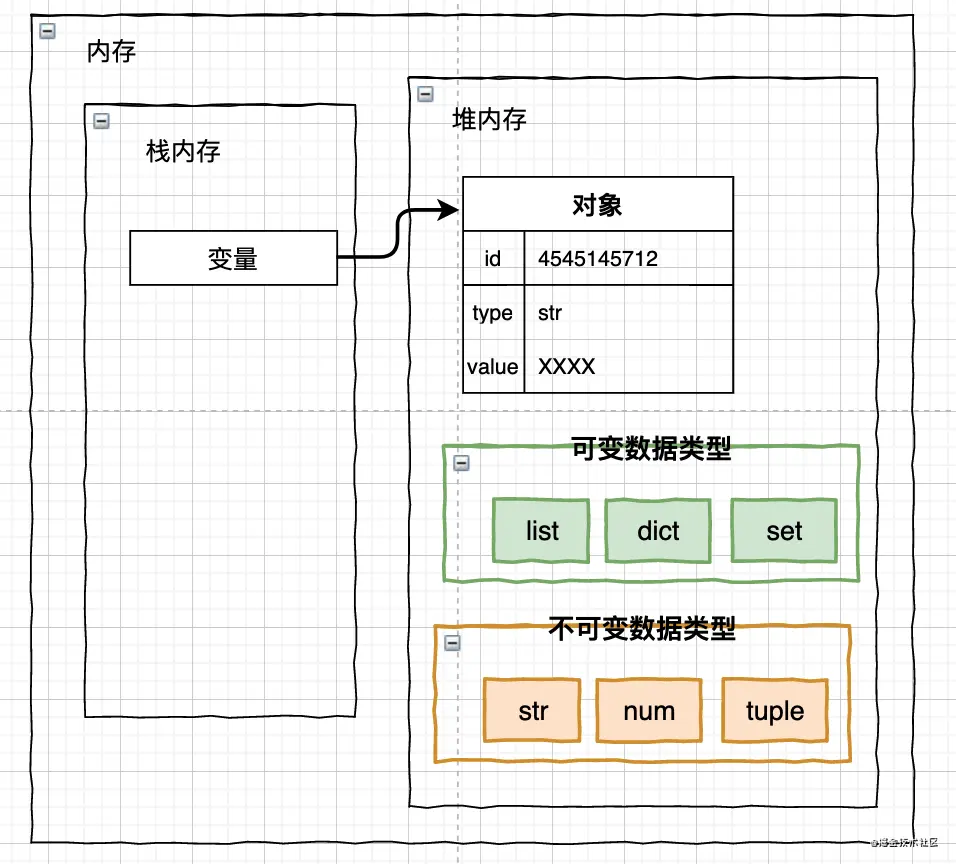 内存
栈内存
堆内存
变量
对象
id 4545145712
type str
value XXXX
可变数据类型
list dict set
不可变数据类型
str num tuple
@掘金技术社区